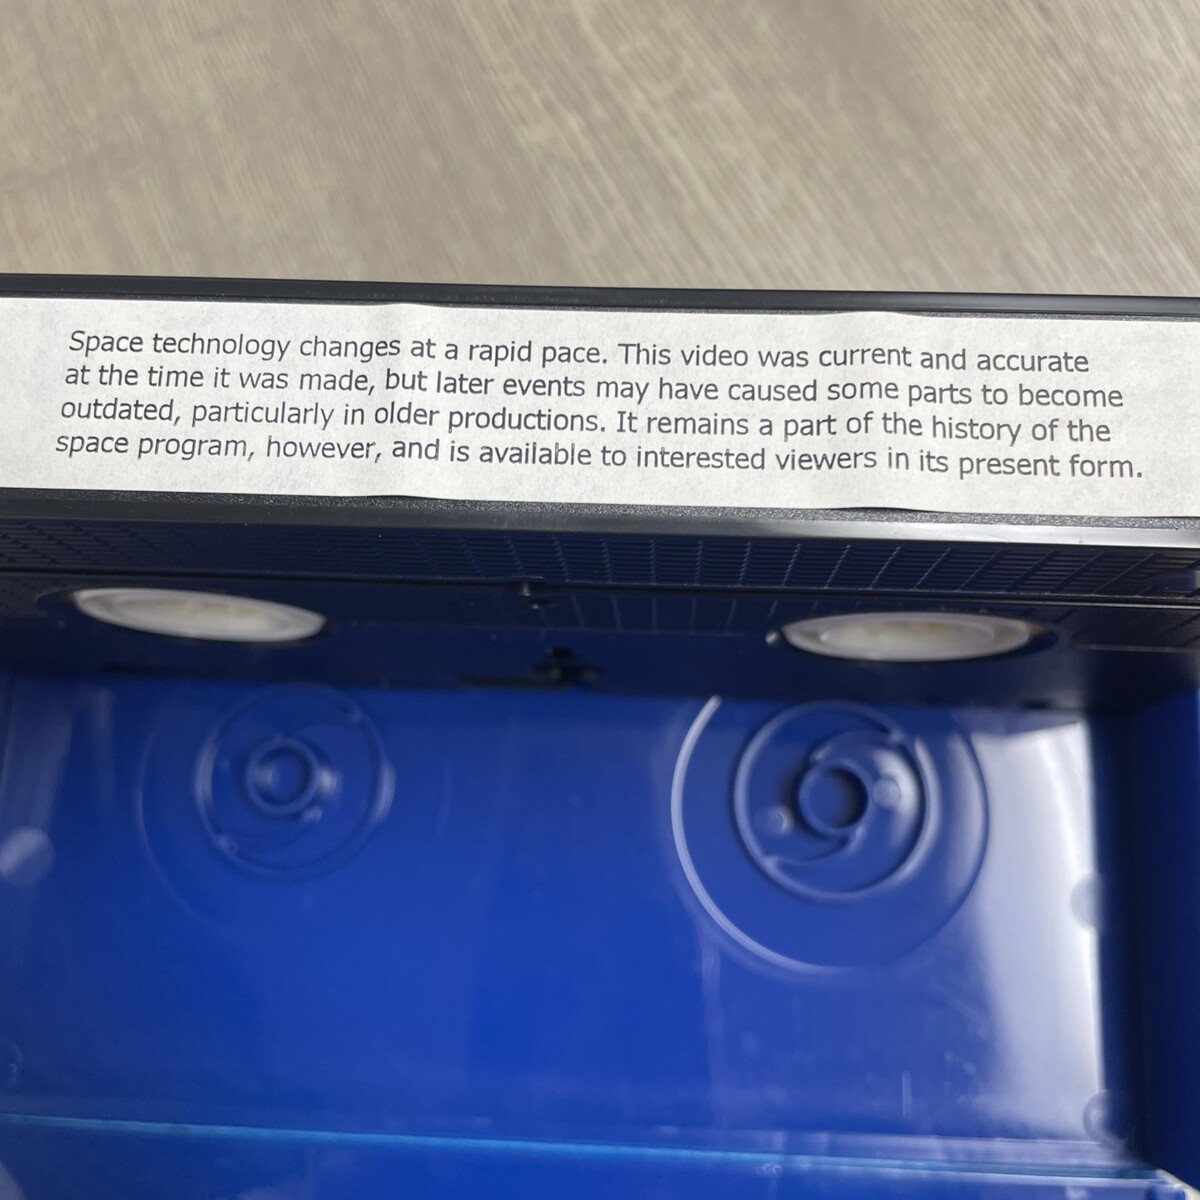 Space technology changes at a rapid pace. This video was current and accurate
at the time it was made, but later events may have caused some parts to become
outdated, particularly in older productions. It remains a part of the history of the
space program, however, and is available to interested viewers in its present form.